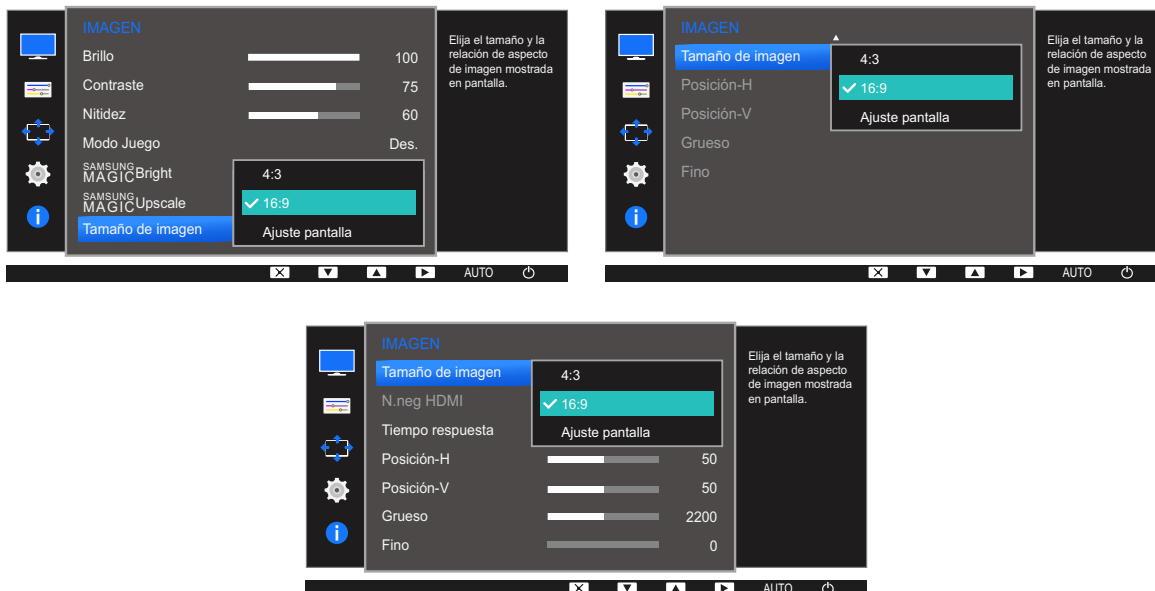 IMAGEN
Brillo 100
Contraste 75
Nitidez 60
Modo Juego Des.
SAMSUNG
MAGIC Bright
SAMSUNG
MAGIC Upscale
Tamaño de imagen
4:3
16:9
Ajuste pantalla
Elija el tamaño y la
relación de aspecto
de imagen mostrada
en pantalla.
AUTO
IMAGEN
Tamaño de imagen
Posición-H
Posición-V
Grueso
Fino
4:3
16:9
Ajuste pantalla
Elija el tamaño y la
relación de aspecto
de imagen mostrada
en pantalla.
AUTO
IMAGEN
Tamaño de imagen
N.neg HDMI
Tiempo respuesta
4:3
16:9
Ajuste pantalla
Posición-H 50
Posición-V 50
Grueso 2200
Fino 0
Elija el tamaño y la
relación de aspecto
de imagen mostrada
en pantalla.
AUTO